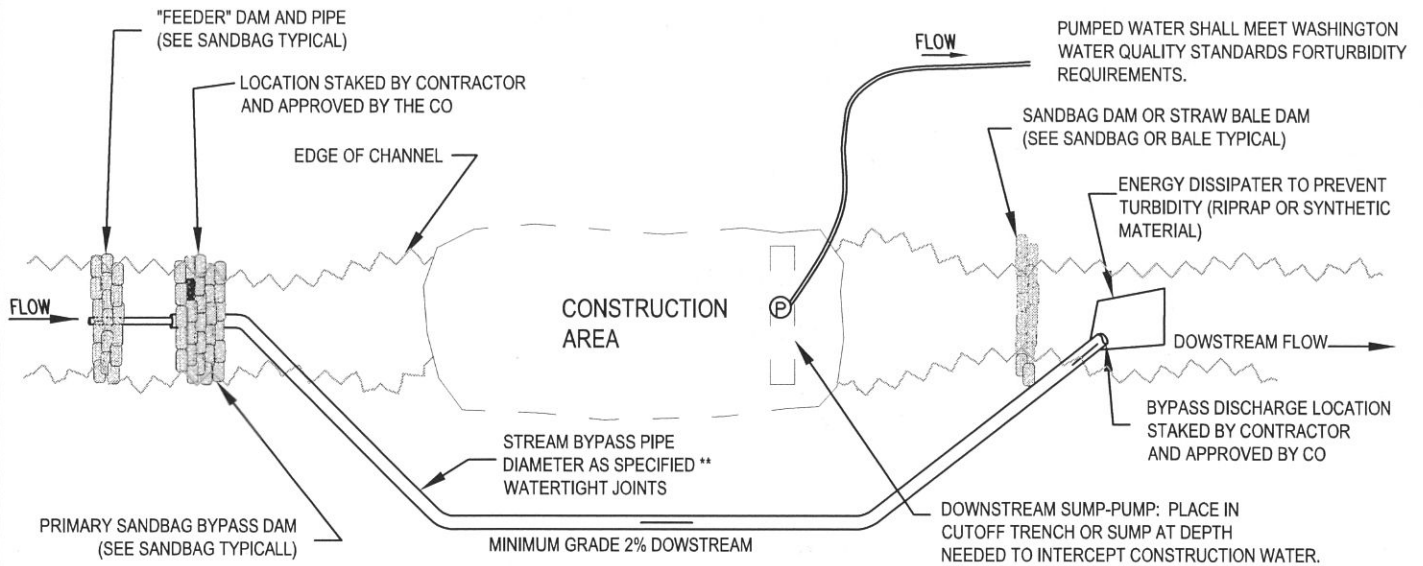 "FEEDER" DAM AND PIPE
(SEE SANDBAG TYPICAL)
LOCATION STAKED BY CONTRACTOR
AND APPROVED BY THE CO
EDGE OF CHANNEL
FLOW
PUMPED WATER SHALL MEET WASHINGTON
WATER QUALITY STANDARDS FORTURBIDITY
REQUIREMENTS.
SANDBAG DAM OR STRAW BALE DAM
(SEE SANDBAG OR BALE TYPICAL)
ENERGY DISSIPATER TO PREVENT
TURBIDITY (RIPRAP OR SYNTHETIC
MATERIAL)
FLOW
CONSTRUCTION
AREA
P
DOWSTREAM FLOW
BYPASS DISCHARGE LOCATION
STAKED BY CONTRACTOR
AND APPROVED BY CO
STREAM BYPASS PIPE
DIAMETER AS SPECIFIED **
WATERTIGHT JOINTS
PRIMARY SANDBAG BYPASS DAM
(SEE SANDBAG TYPICALL)
MINIMUM GRADE 2% DOWSTREAM
DOWNSTREAM SUMP-PUMP: PLACE IN
CUTOFF TRENCH OR SUMP AT DEPTH
NEEDED TO INTERCEPT CONSTRUCTION WATER.